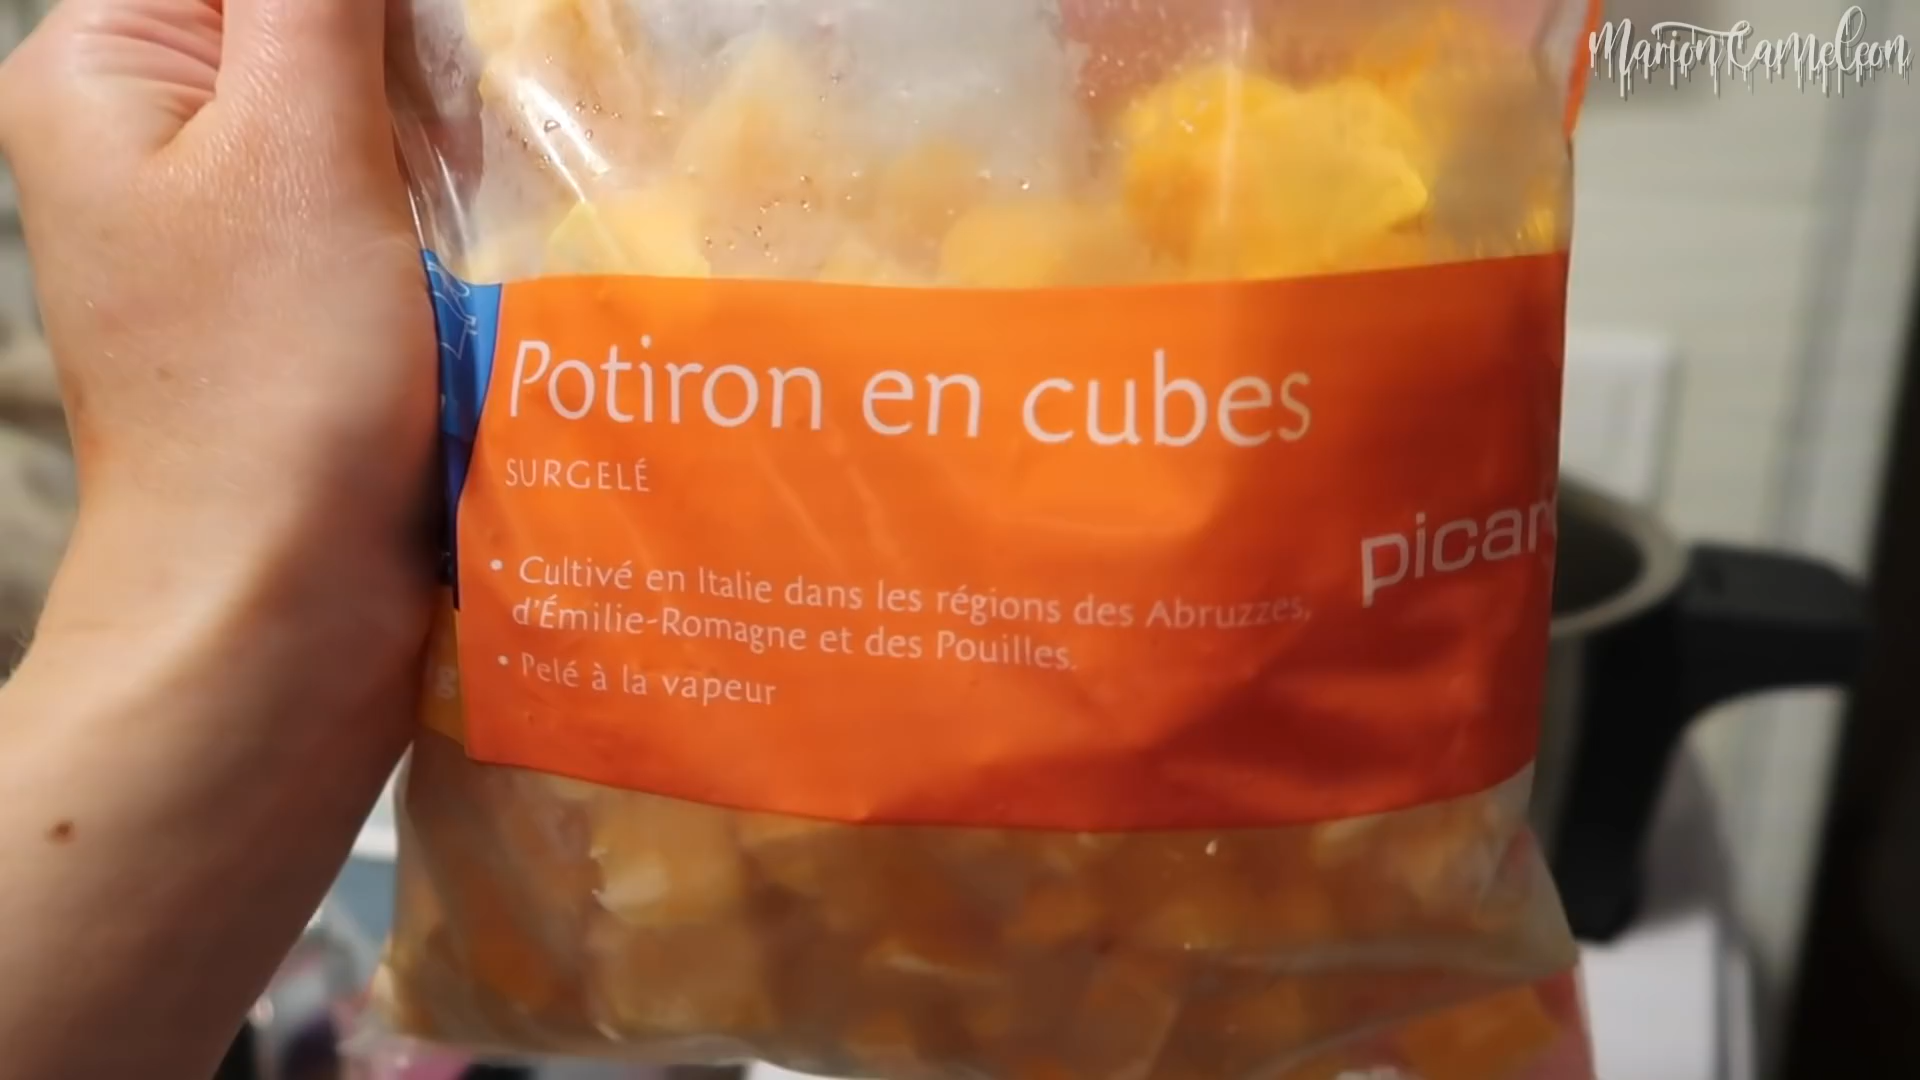 MarionCaMeleon
Potiron en cubes
SURGELÉ
picard
• Cultivé en Italie dans les régions des Abruzzes,
d'Émilie-Romagne et des Pouilles.
• Pelé à la vapeur
g